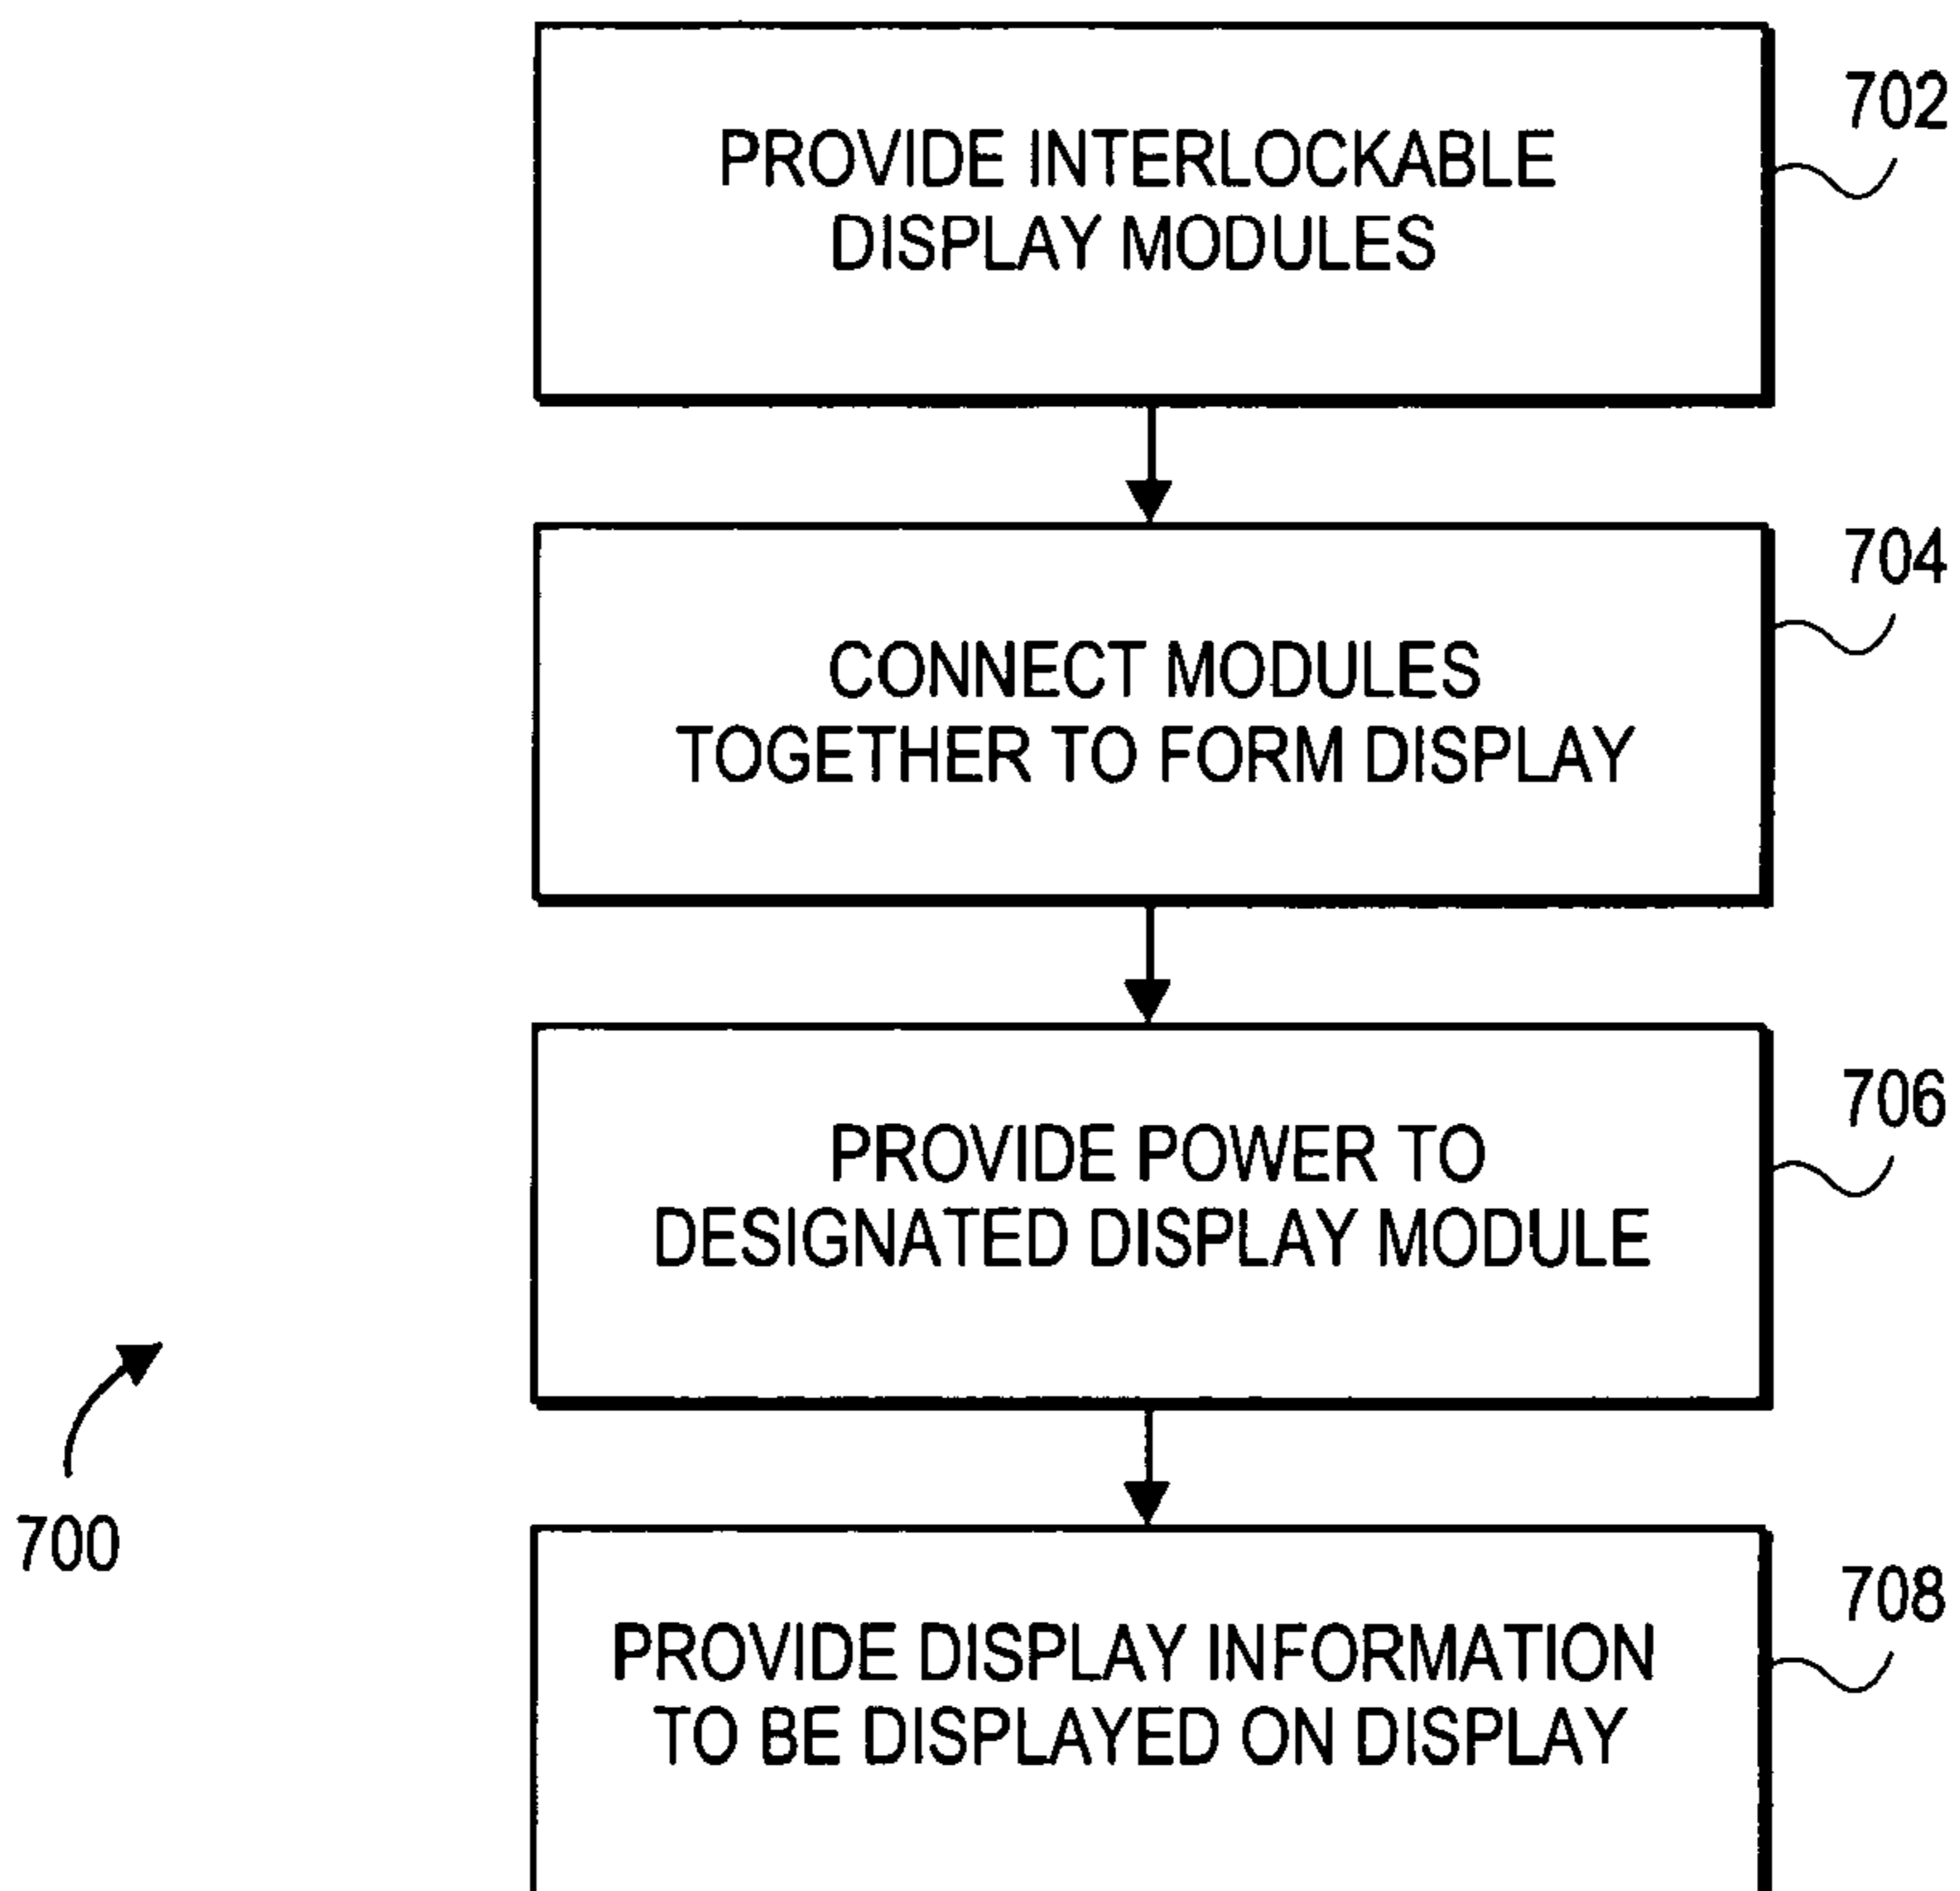 702
PROVIDE INTERLOCKABLE
DISPLAY MODULES
704
CONNECT MODULES
TOGETHER TO FORM DISPLAY
706
PROVIDE POWER TO
DESIGNATED DISPLAY MODULE
700
708
PROVIDE DISPLAY INFORMATION
TO BE DISPLAYED ON DISPLAY